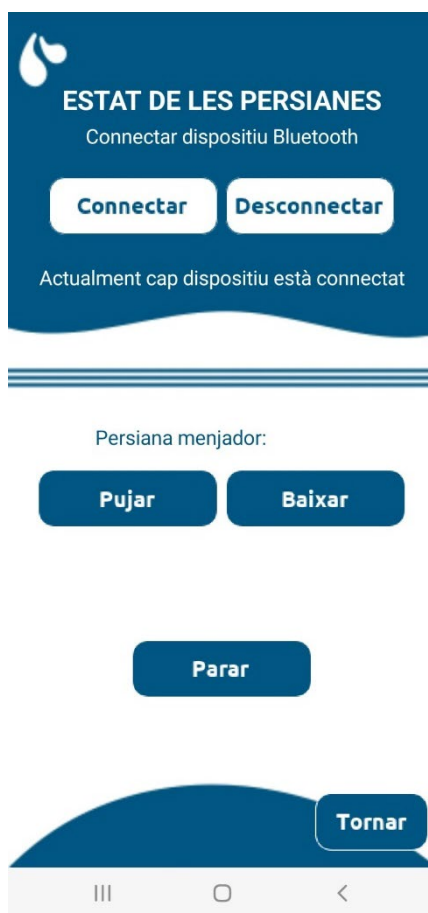 ESTAT DE LES PERSIANES
Connectar dispositiu Bluetooth
Connectar Desconnectar
Actualment cap dispositiu està connectat
Persiana menjador:
Pujar Baixar
Parar
Tornar